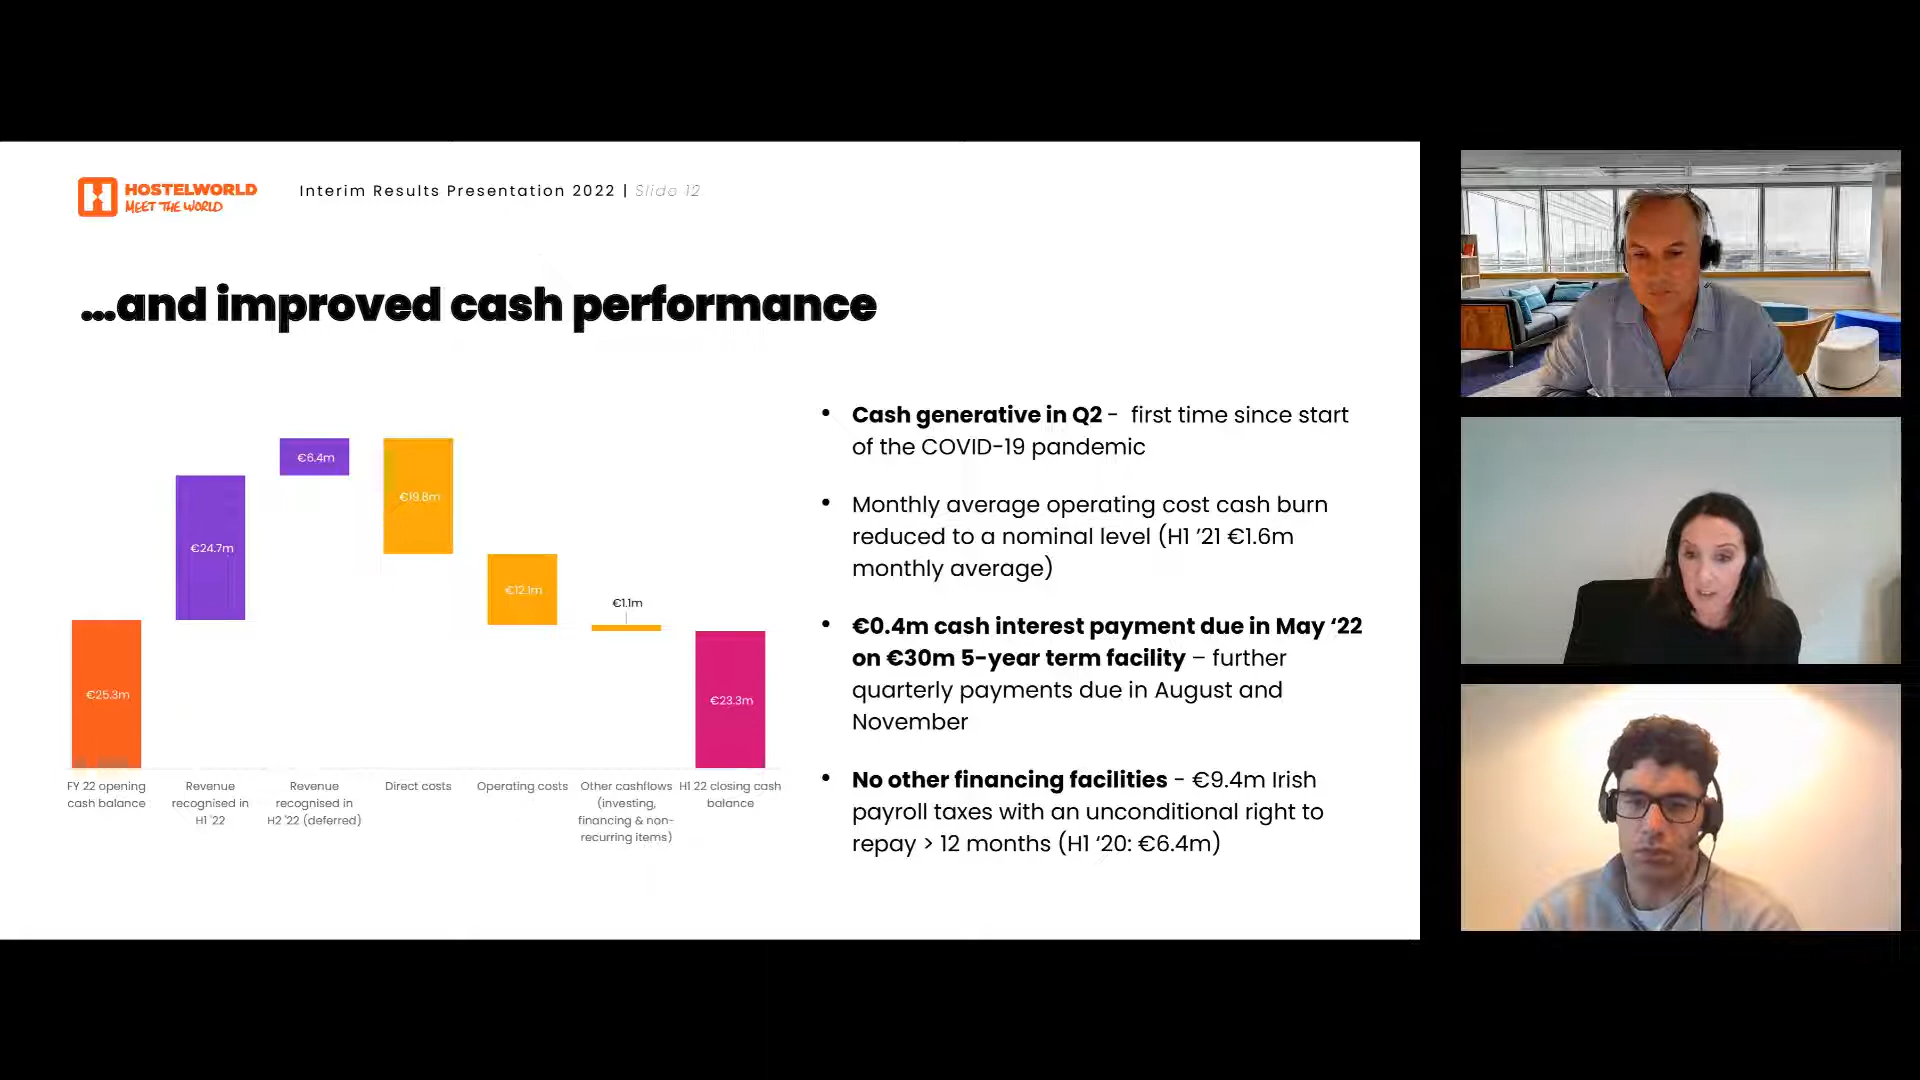 HOSTELWORLD
MEET THE WORLD
Interim Results Presentation 2022 | Slide 12
...and improved cash performance
€25.3m
€24.7m
€6.4m
€19.8m
€12.1m
€1.1m
€23.3m
FY 22 opening
cash balance
Revenue
recognised in
H1 '22
Revenue
recognised in
H2 '22 (deferred)
Direct costs
Operating costs
Other cashflows
(investing,
financing & non-
recurring items)
H1 22 closing cash
balance
• Cash generative in Q2 - first time since start
of the COVID-19 pandemic
• Monthly average operating cost cash burn
reduced to a nominal level (H1 ’21 €1.6m
monthly average)
• €0.4m cash interest payment due in May ‘22
on €30m 5-year term facility – further
quarterly payments due in August and
November
• No other financing facilities - €9.4m Irish
payroll taxes with an unconditional right to
repay > 12 months (H1 ‘20: €6.4m)